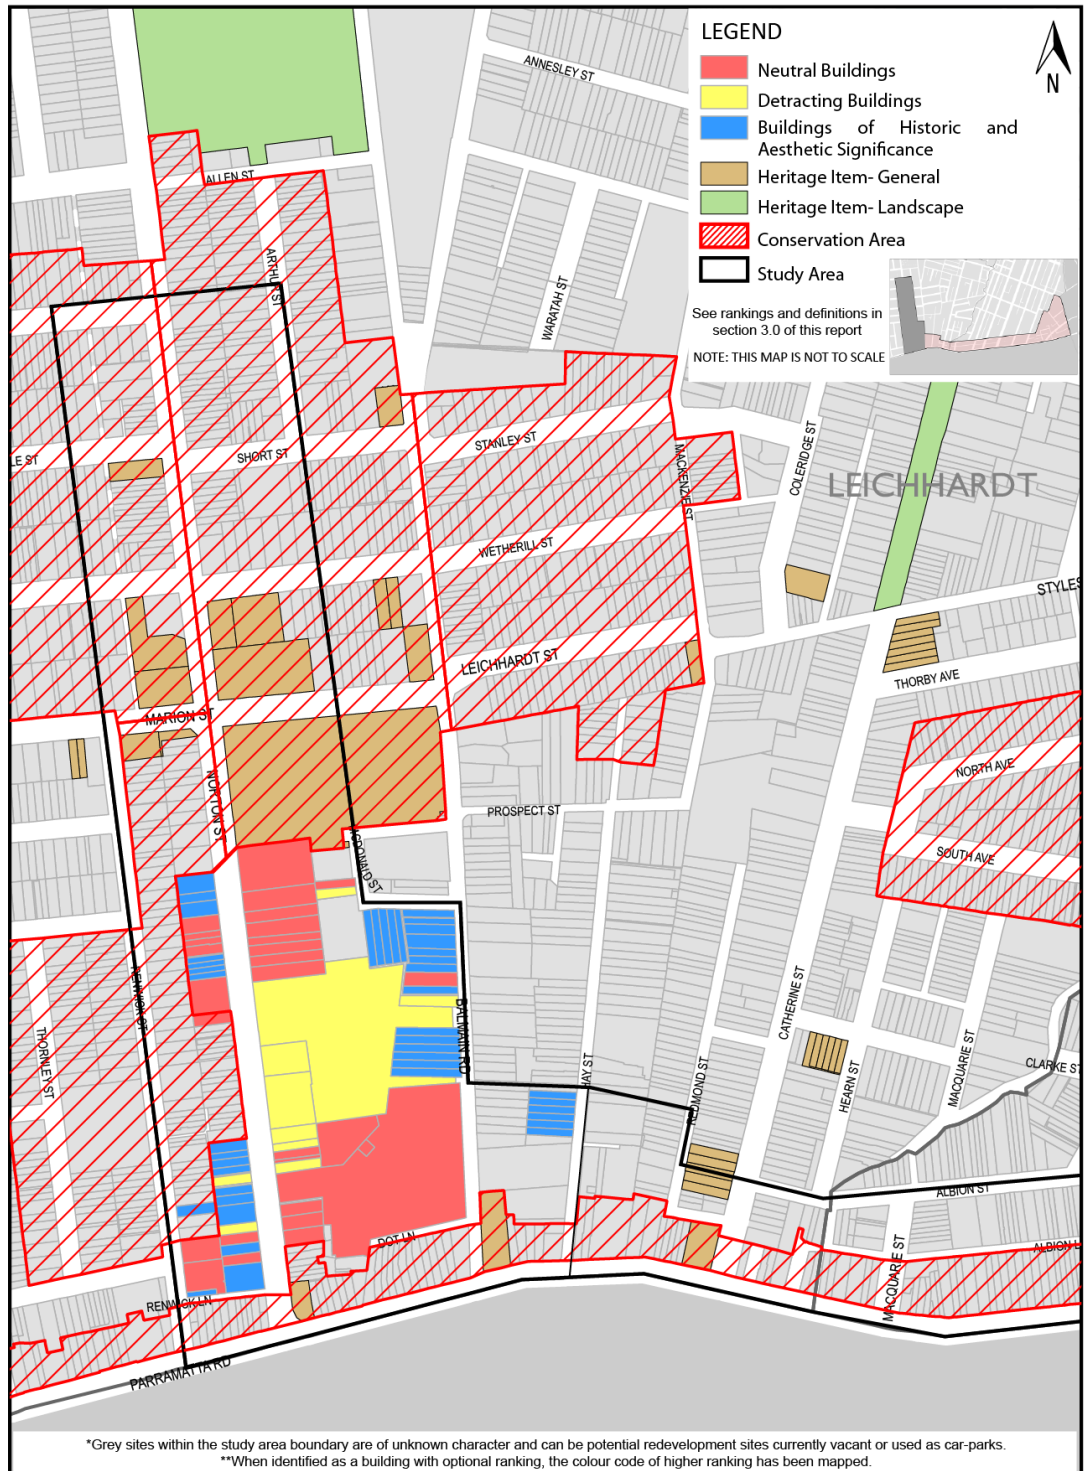 LEGEND
N
Neutral Buildings
Detracting Buildings
Buildings of Historic and
Aesthetic Significance
Heritage Item- General
Heritage Item- Landscape
Conservation Area
Study Area
See rankings and definitions in
section 3.0 of this report
NOTE: THIS MAP IS NOT TO SCALE
ANNESLEY ST
ALLEN ST
ARTHUR ST
WARATAH ST
LE ST
SHORT ST
STANLEY ST
MACKENZIE ST
COLERIDGE ST
LEICHHARDT
WETHERILL ST
STYLES
LEICHHARDT ST
THORBY AVE
MARION ST
NORTON ST
NORTH AVE
PROSPECT ST
SOUTH AVE
MCDONALD ST
RENWICK ST
BALMAIN RD
CATHERINE ST
THORNLEY ST
HAY ST
REDMOND ST
HEARN ST
MACQUARIE ST
CLARKE ST
ALBION ST
DOT LN
MACQUARIE ST
ALBION L
RENWICK LN
PARRAMATTA RD
*Grey sites within the study area boundary are of unknown character and can be potential redevelopment sites currently vacant or used as car-parks.
**When identified as a building with optional ranking, the colour code of higher ranking has been mapped.